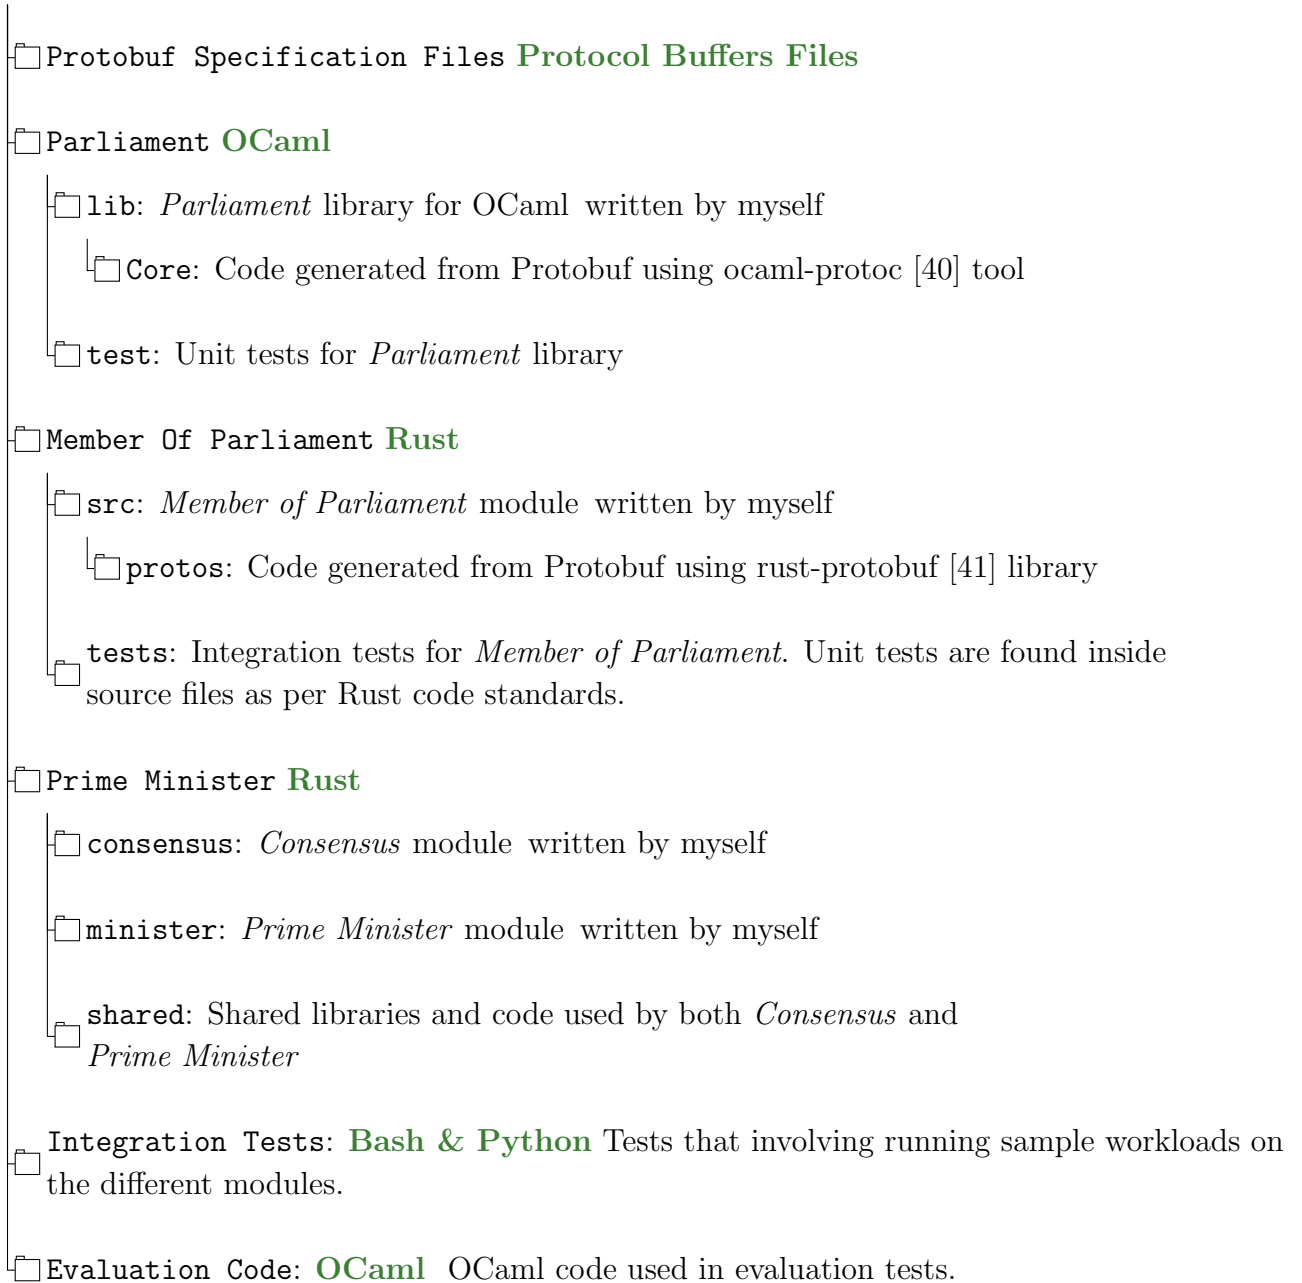 Protobuf Specification Files Protocol Buffers Files
Parliament OCaml
lib: Parliament library for OCaml written by myself
Core: Code generated from Protobuf using ocaml-protoc [40] tool
test: Unit tests for Parliament library
Member Of Parliament Rust
src: Member of Parliament module written by myself
protos: Code generated from Protobuf using rust-protobuf [41] library
tests: Integration tests for Member of Parliament. Unit tests are found inside
source files as per Rust code standards.
Prime Minister Rust
consensus: Consensus module written by myself
minister: Prime Minister module written by myself
shared: Shared libraries and code used by both Consensus and
Prime Minister
Integration Tests: Bash & Python Tests that involving running sample workloads on
the different modules.
Evaluation Code: OCaml OCaml code used in evaluation tests.